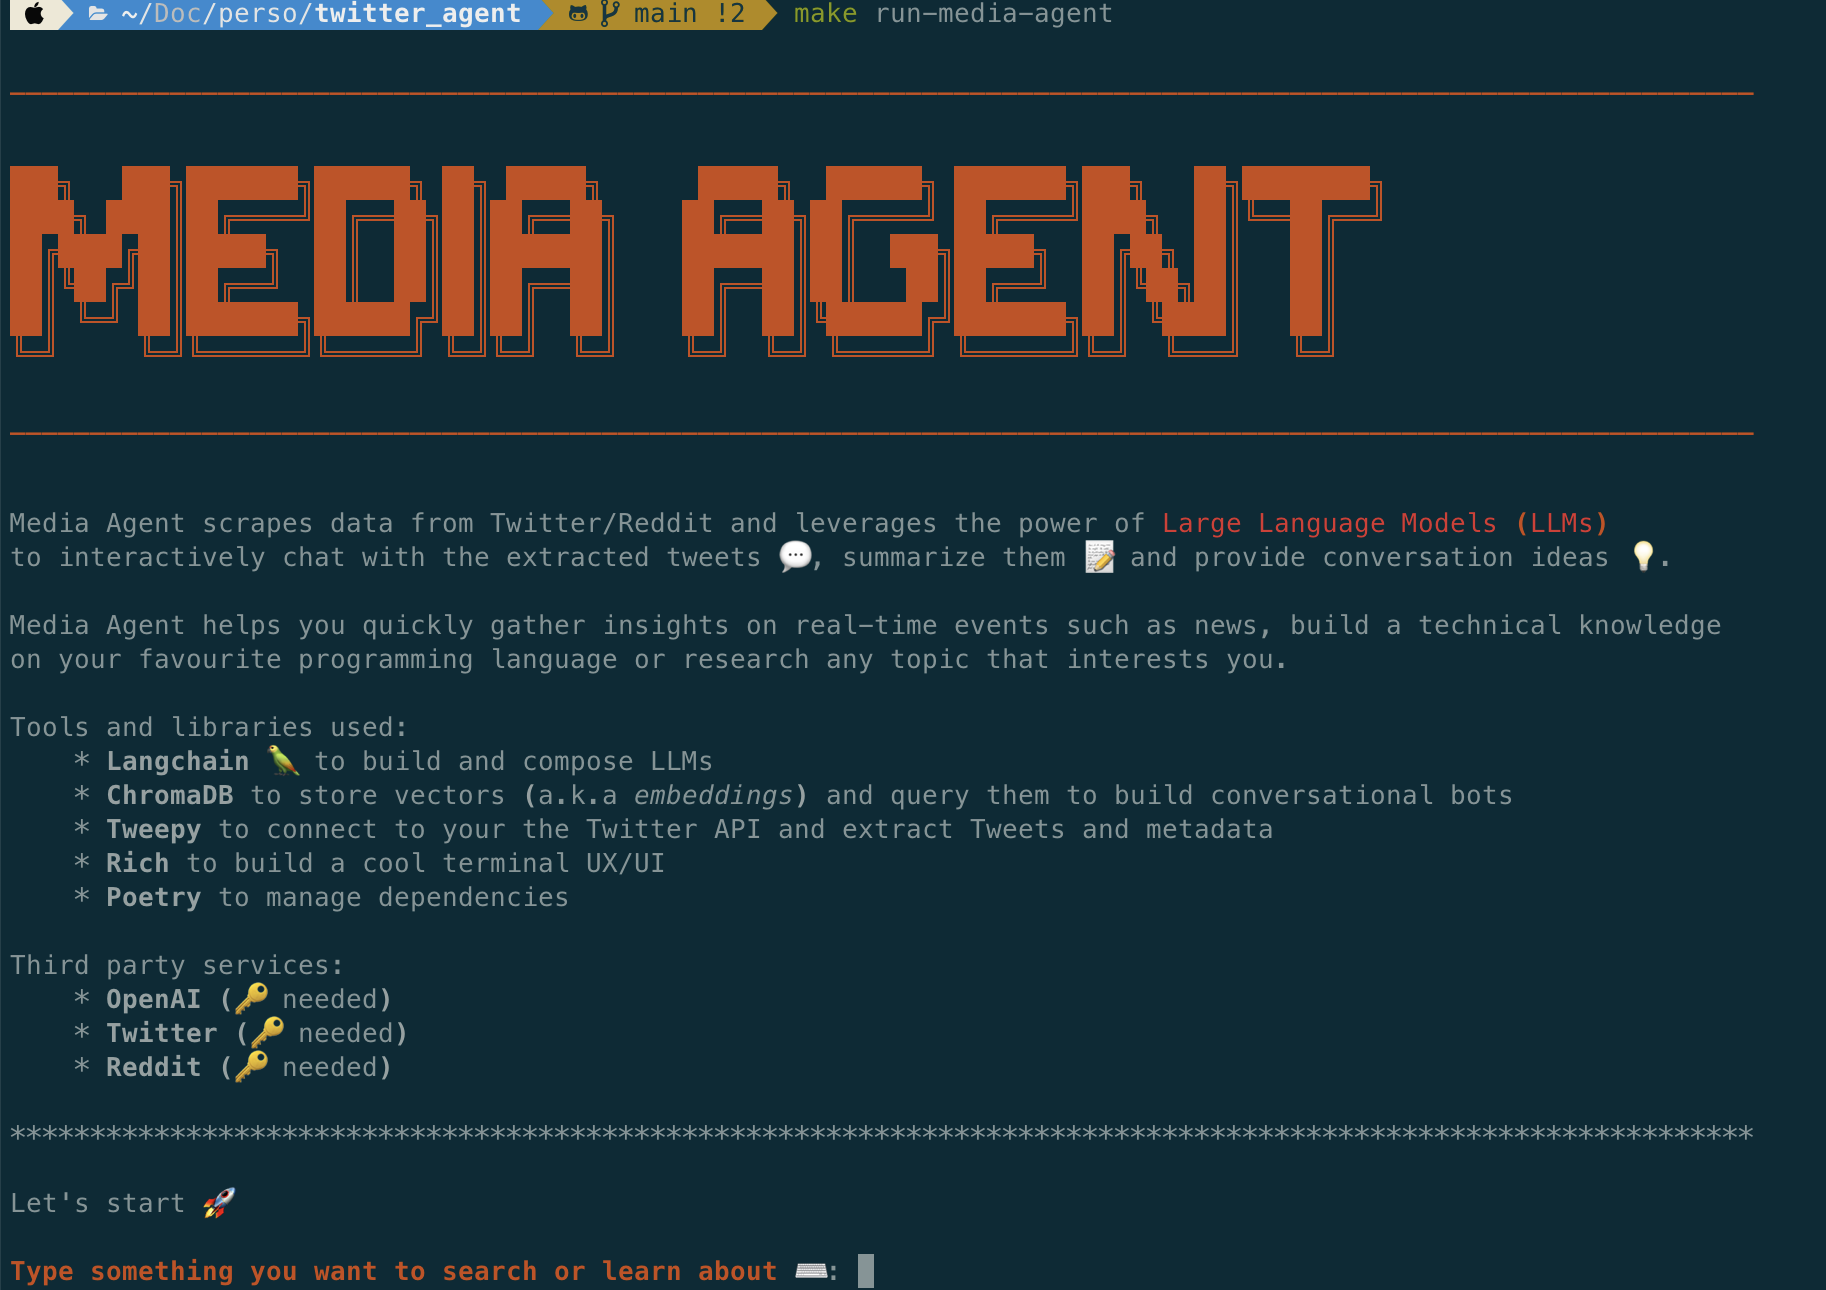 ~/Doc/perso/twitter_agent main !2 make run-media-agent
MEDIA AGENT
Media Agent scrapes data from Twitter/Reddit and leverages the power of Large Language Models (LLMs)
to interactively chat with the extracted tweets 💬, summarize them 📝 and provide conversation ideas 💡.
Media Agent helps you quickly gather insights on real-time events such as news, build a technical knowledge
on your favourite programming language or research any topic that interests you.
Tools and libraries used:
* Langchain 🦜 to build and compose LLMs
* ChromaDB to store vectors (a.k.a embeddings) and query them to build conversational bots
* Tweepy to connect to your the Twitter API and extract Tweets and metadata
* Rich to build a cool terminal UX/UI
* Poetry to manage dependencies
Third party services:
* OpenAI (🔑 needed)
* Twitter (🔑 needed)
* Reddit (🔑 needed)
*************************************************************************************************************
Let's start 🚀
Type something you want to search or learn about ⌨️: